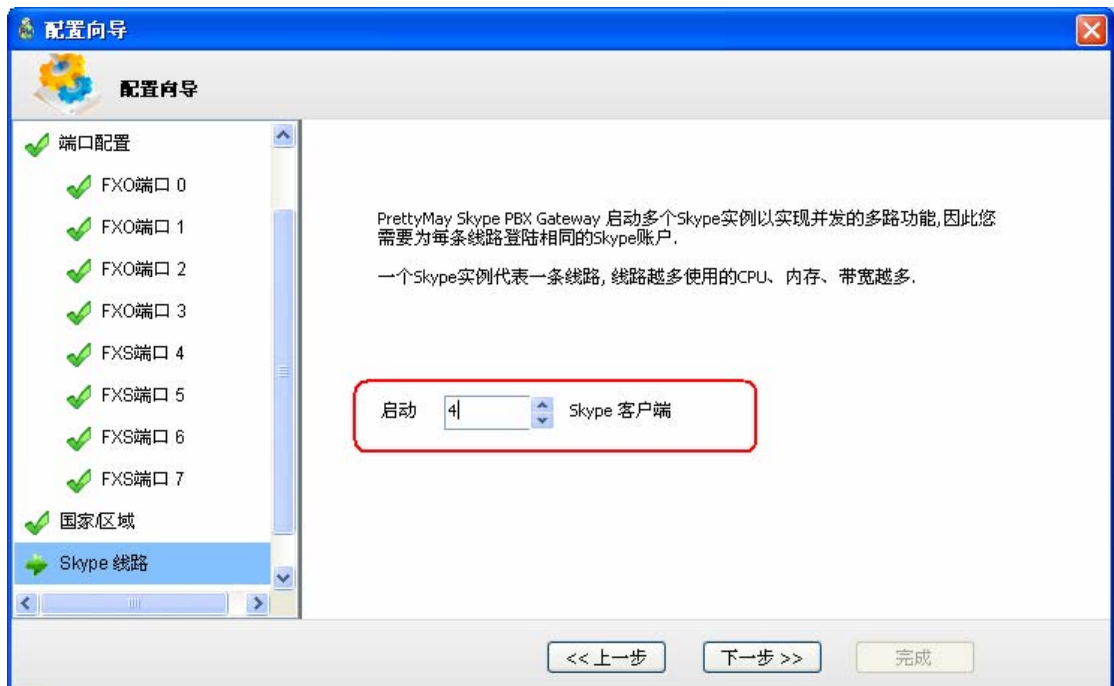 配置向导
配置向导
端口配置
FXO端口 0
FXO端口 1
FXO端口 2
FXO端口 3
FXS端口 4
FXS端口 5
FXS端口 6
FXS端口 7
国家/区域
Skype 线路
PrettyMay Skype PBX Gateway 启动多个Skype实例以实现并发的多路功能,因此您
需要为每条线路登陆相同的Skype账户.
一个Skype实例代表一条线路, 线路越多使用的CPU、内存、带宽越多.
启动 4 Skype 客户端
<< 上一步 下一步 >> 完成